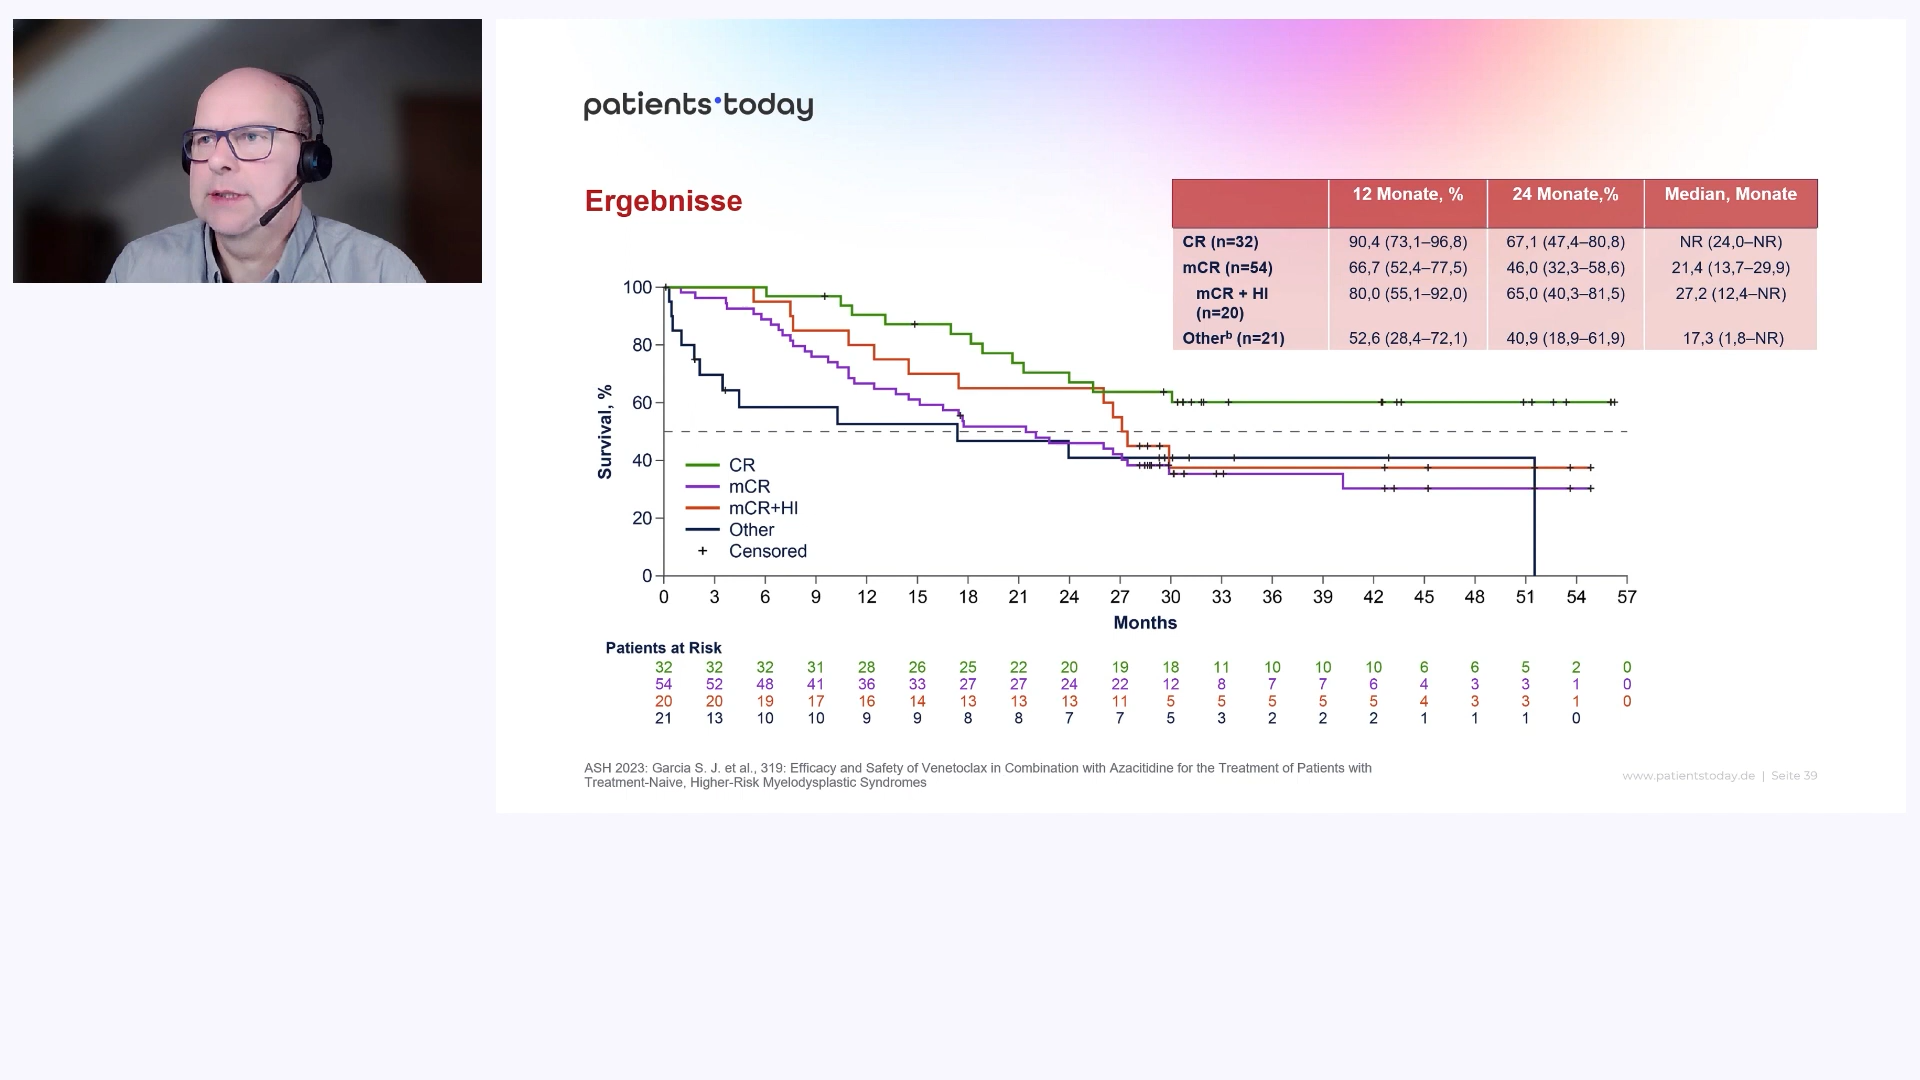 patients•today
Ergebnisse
12 Monate, % 24 Monate,% Median, Monate
CR (n=32) 90,4 (73,1–96,8) 67,1 (47,4–80,8) NR (24,0–NR)
mCR (n=54) 66,7 (52,4–77,5) 46,0 (32,3–58,6) 21,4 (13,7–29,9)
mCR + HI 80,0 (55,1–92,0) 65,0 (40,3–81,5) 27,2 (12,4–NR)
(n=20)
Otherᵇ (n=21) 52,6 (28,4–72,1) 40,9 (18,9–61,9) 17,3 (1,8–NR)
Survival, %
100
80
60
40
20
0
CR
mCR
mCR+HI
Other
+ Censored
0 3 6 9 12 15 18 21 24 27 30 33 36 39 42 45 48 51 54 57
Months
Patients at Risk
32 32 32 31 28 26 25 22 20 19 18 11 10 10 10 6 6 5 2 0
54 52 48 41 36 33 27 27 24 22 12 8 7 7 6 4 3 3 1 0
20 20 19 17 16 14 13 13 13 11 5 5 5 5 5 4 3 3 1 0
21 13 10 10 9 9 8 8 7 7 5 3 2 2 2 1 1 1 0
ASH 2023: Garcia S. J. et al., 319: Efficacy and Safety of Venetoclax in Combination with Azacitidine for the Treatment of Patients with
Treatment-Naive, Higher-Risk Myelodysplastic Syndromes
www.patientstoday.de | Seite 39